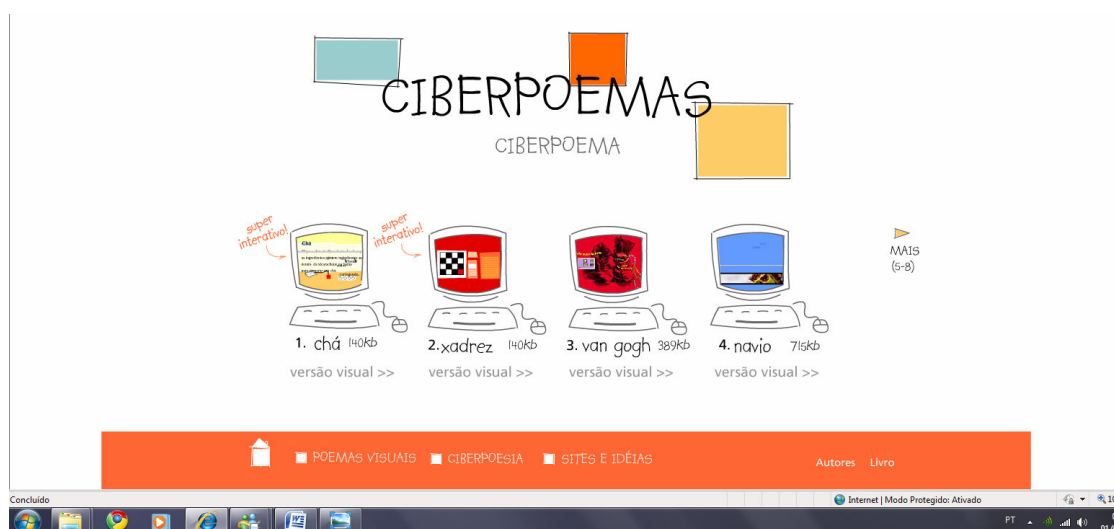 CIBERPOEMAS
CIBERPOEMA
super interativo!
super interativo!
Chá
MAIS
(5-8)
1. chá 140kb
2. xadrez 140kb
3. van gogh 389kb
4. navio 715kb
versão visual >>
versão visual >>
versão visual >>
versão visual >>
POEMAS VISUAIS
CIBERPOESIA
SITES E IDÉIAS
Autores
Livro
Concluído
Internet | Modo Protegido: Ativado
PT